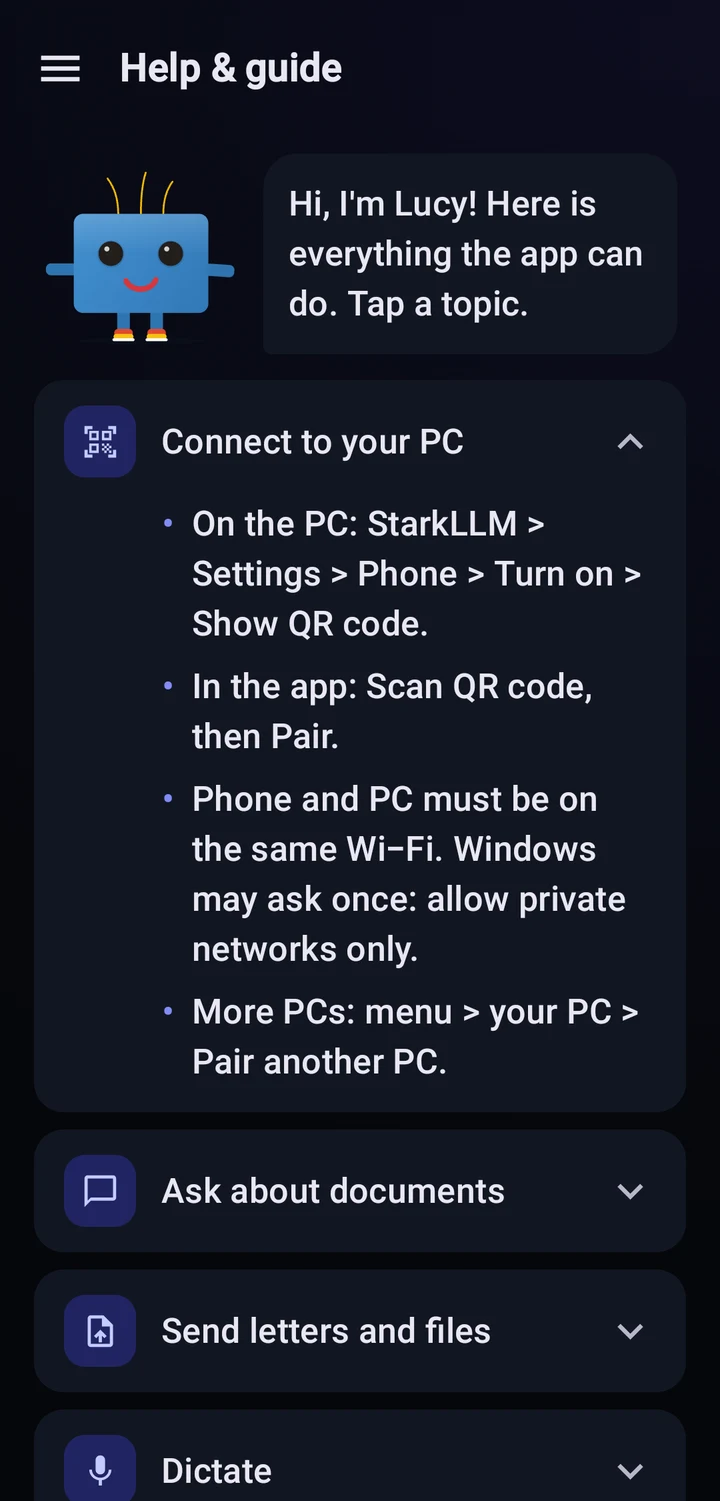 Help & guide
Hi, I'm Lucy! Here is
everything the app can
do. Tap a topic.
Connect to your PC
• On the PC: StarkLLM >
Settings > Phone > Turn on >
Show QR code.
• In the app: Scan QR code,
then Pair.
• Phone and PC must be on
the same Wi-Fi. Windows
may ask once: allow private
networks only.
• More PCs: menu > your PC >
Pair another PC.
Ask about documents
Send letters and files
Dictate